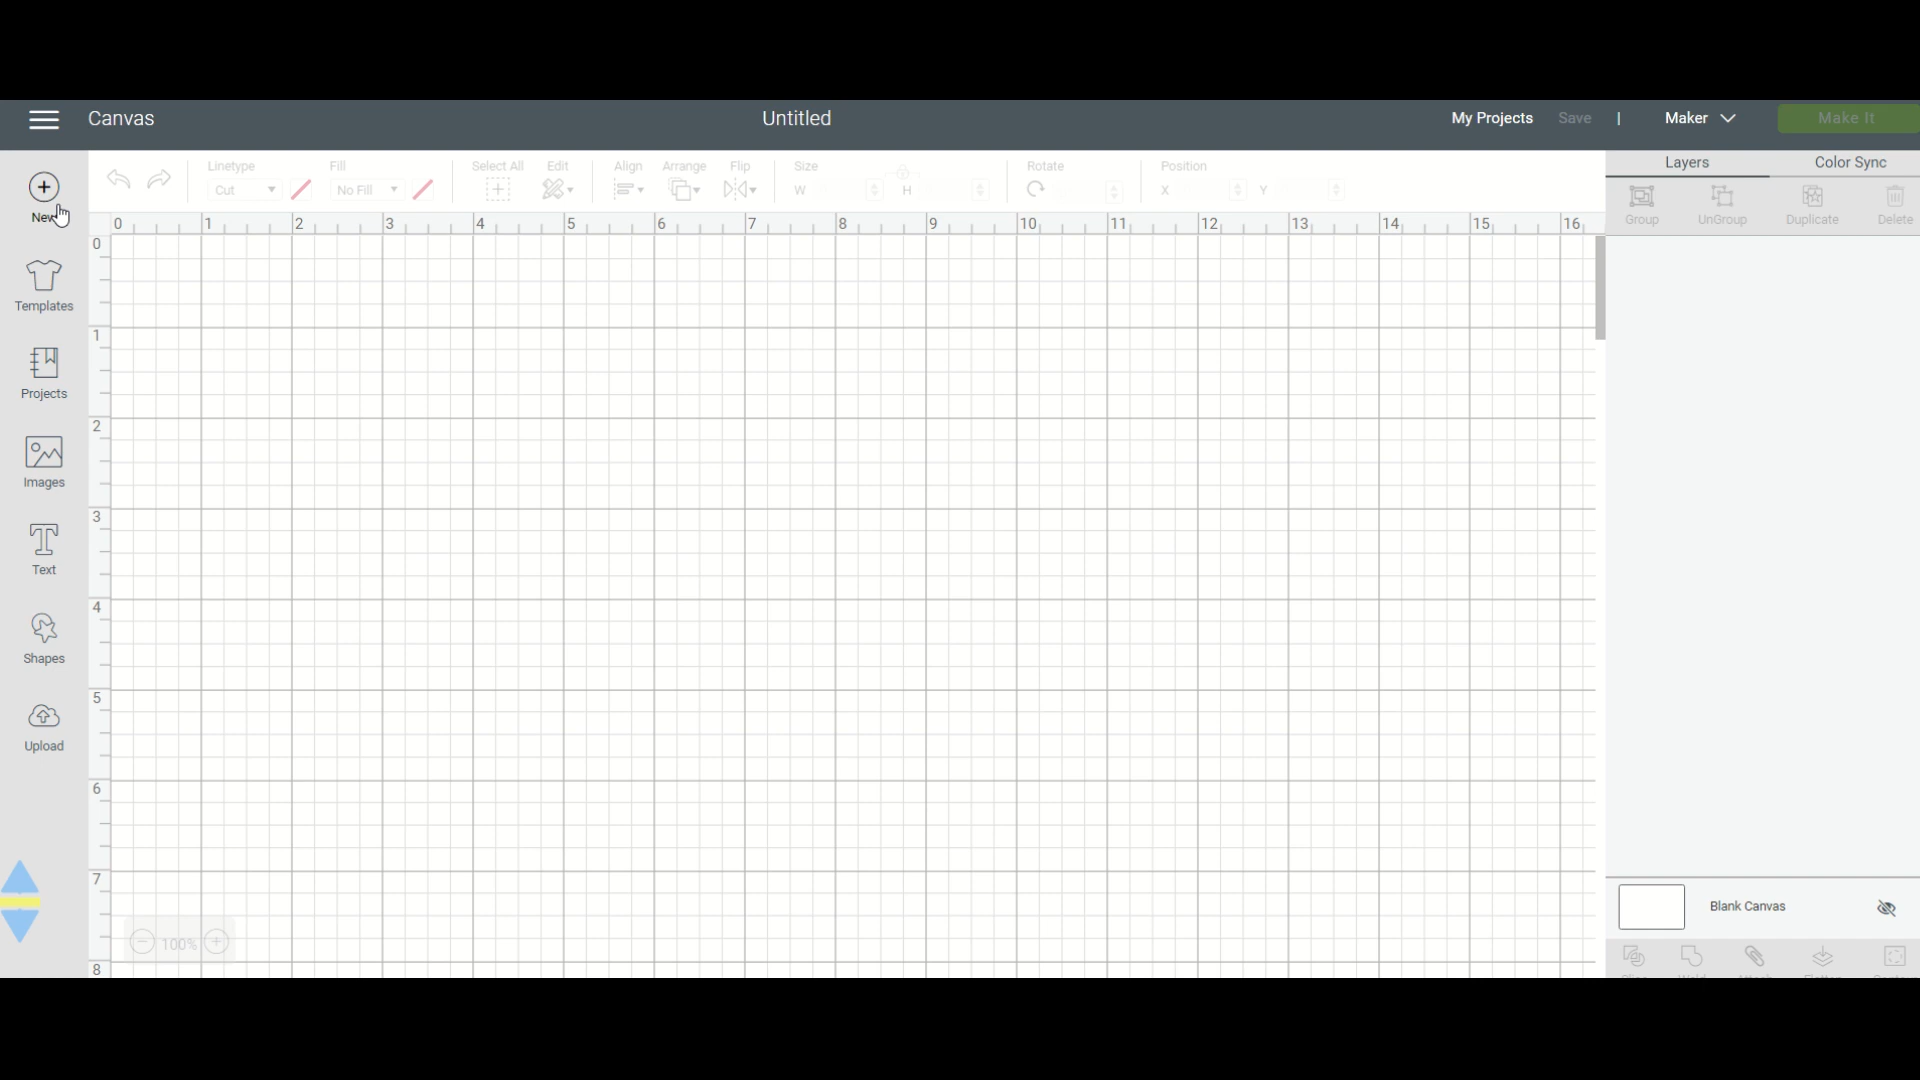 Canvas
Untitled
My Projects
Save
|
Maker
Make It
New
Templates
Projects
Images
Text
Shapes
Upload
Linetype
Cut
Fill
No Fill
Select All
Edit
Align
Arrange
Flip
Size
W
H
Rotate
Position
X
Y
Layers
Color Sync
Group
UnGroup
Duplicate
Delete
0 1 2 3 4 5 6 7 8 9 10 11 12 13 14 15 16
0
1
2
3
4
5
6
7
8
100%
Blank Canvas